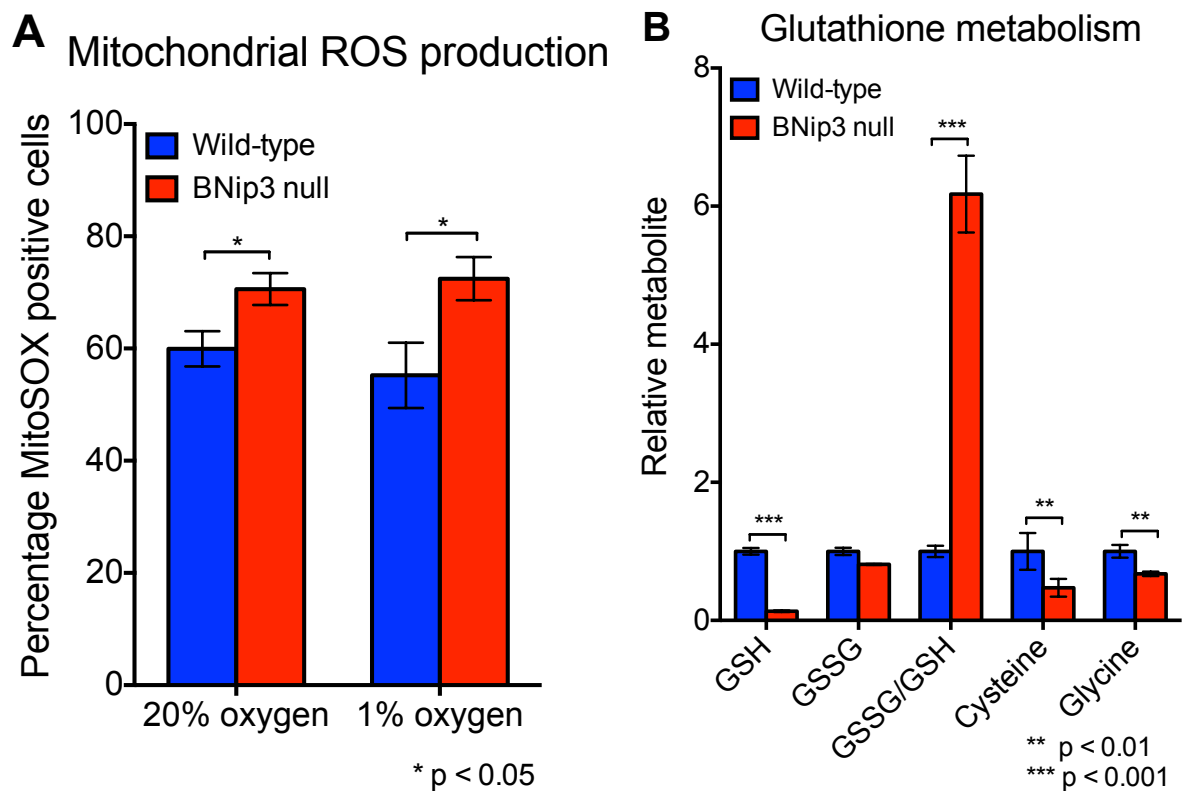 A
Mitochondrial ROS production
Percentage MitoSOX positive cells
100
80
60
40
20
0
Wild-type
BNip3 null
*
*
20% oxygen
1% oxygen
* p < 0.05
B
Glutathione metabolism
Relative metabolite
8
6
4
2
0
Wild-type
BNip3 null
***
***
**
**
GSH
GSSG
GSSG/GSH
Cysteine
Glycine
** p < 0.01
*** p < 0.001